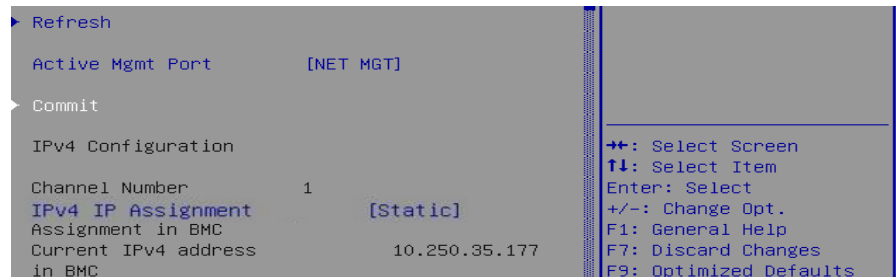 Refresh
Active Mgmt Port [NET MGT]
Commit
IPv4 Configuration
Channel Number 1
IPv4 IP Assignment [Static]
Assignment in BMC
Current IPv4 address 10.250.35.177
in BMC
→←: Select Screen
↑↓: Select Item
Enter: Select
+/-: Change Opt.
F1: General Help
F7: Discard Changes
F9: Optimized Defaults